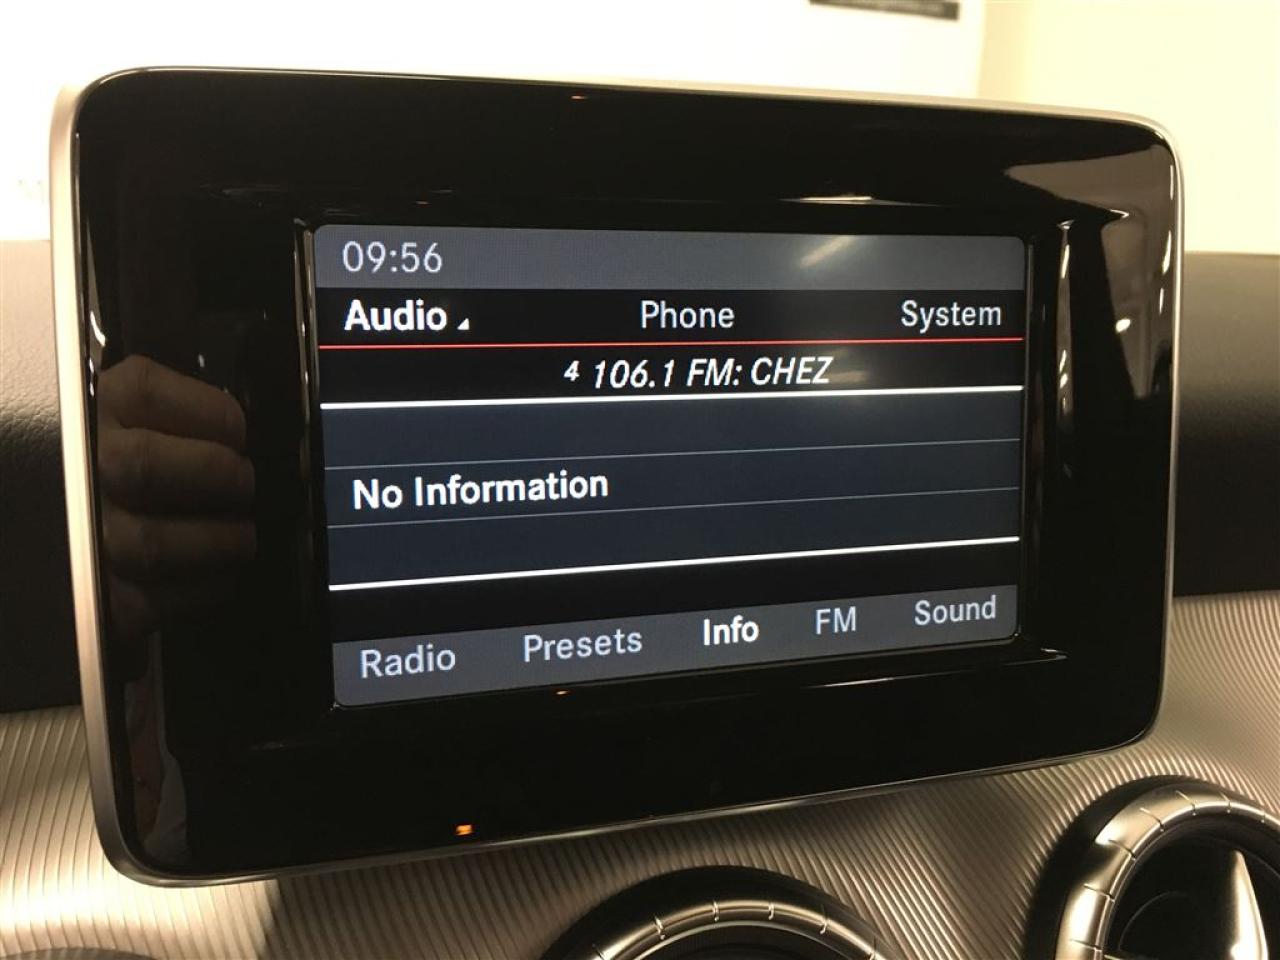 09:56
Audio Phone System
4 106.1 FM: CHEZ
No Information
Radio Presets Info FM Sound